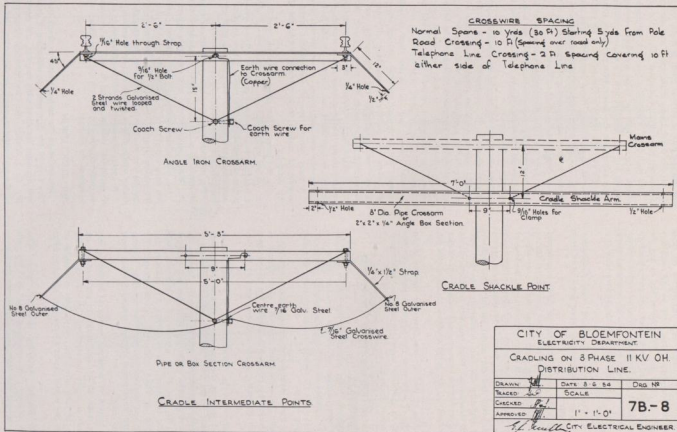 CROSSWIRE SPACING
Normal Spans - 10 Yrds (30 Ft) Starting 5 yds From Pole
Road Crossing - 10 Ft (Spacing over road only)
Telephone Line Crossing - 2 Ft Spacing Covering 10 ft
either side of Telephone Line
2'- 6"
2'- 6"
9/16" Hole through Strap.
45°
9/16" Hole
for 1/2" Bolt
Earth wire connection
to Crossarm
(Copper)
3"
12"
15"
1/4" Hole
2 Strands Galvanised
Steel wire looped
and twisted.
1/4" Hole
1/2"
Coach Screw
Coach Screw for
earth wire
ANGLE IRON CROSSARM.
Mains
Crossarm
12"
7'-0"
Cradle Shackle Arm.
2"
1/2" Hole
3" Dia. Pipe Crossarm
or
2" x 2" x 1/4" Angle Box Section.
9"
9/16" Holes For
Clamp
1/2" Hole
CRADLE SHACKLE POINT.
5'- 3"
9"
5'- 0"
1 1/2" Strap
No 8 Galvanised
Steel Outer
Centre earth
wire 7/16 Galv. Steel
No. 8 Galvanised
Steel Outer
7/16" Galvanised
Steel Crosswire
PIPE OR BOX SECTION CROSSARM.
CRADLE INTERMEDIATE POINTS
CITY OF BLOEMFONTEIN
ELECTRICITY DEPARTMENT.
CRADLING ON 3 PHASE 11 KV OH.
DISTRIBUTION LINE.
DRAWN
DATE 3-6 54
DRG Nº
TRACED
SCALE
CHECKED
7B.-8
APPROVED
1" = 1'-0"
CITY ELECTRICAL ENGINEER